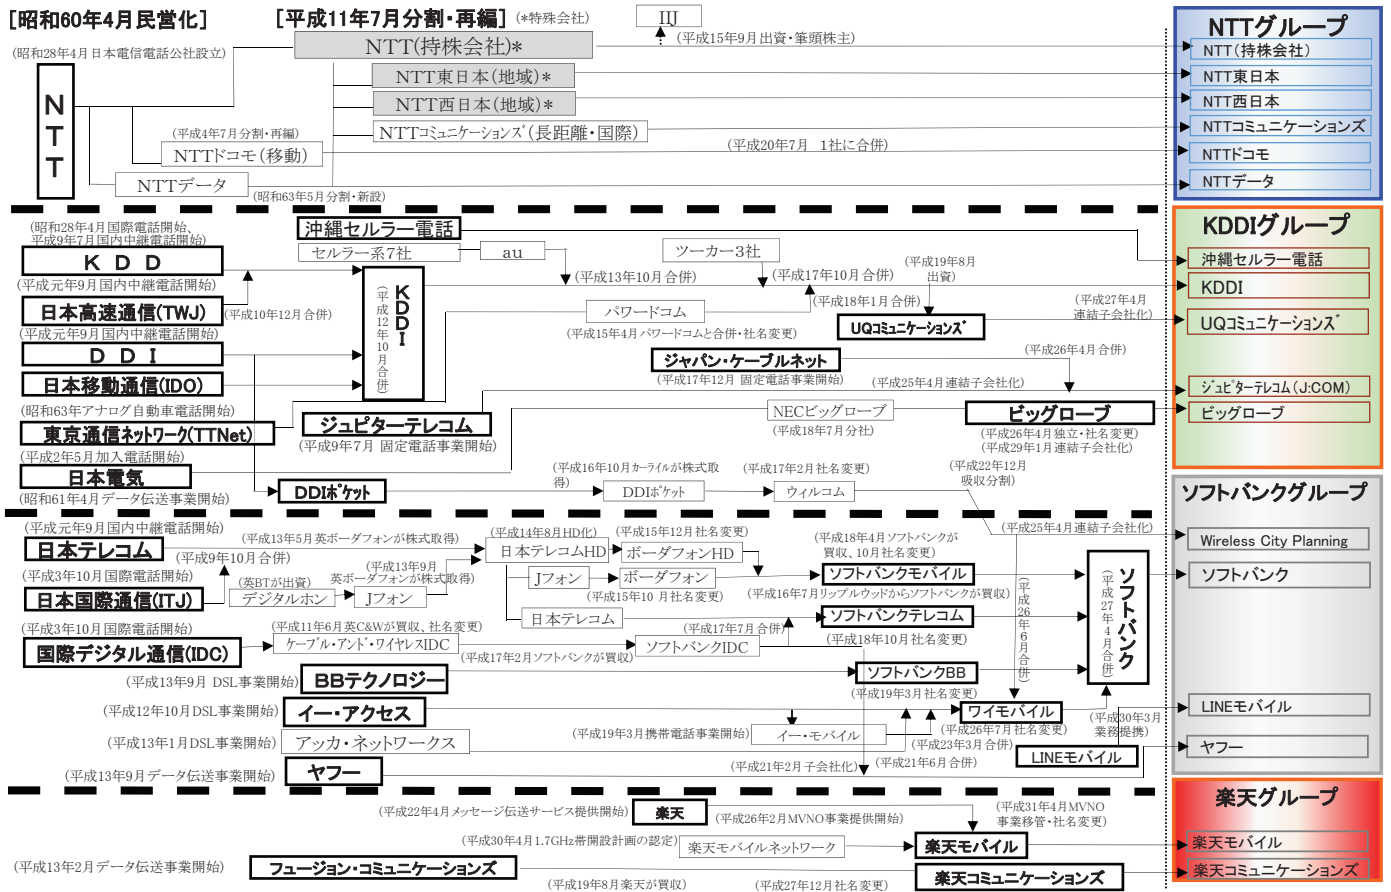 [昭和60年4月民営化]
[平成11年7月分割・再編] (*特殊会社)
IIJ
(昭和28年4月日本電信電話公社設立)
NTT(持株会社)*
(平成15年9月出資・筆頭株主)
NTT東日本(地域)*
NTT西日本(地域)*
NTT
(平成4年7月分割・再編)
NTTコミュニケーションズ(長距離・国際)
NTTドコモ(移動)
(平成20年7月 1社に合併)
NTTデータ
(昭和63年5月分割・新設)
NTTグループ
NTT(持株会社)
NTT東日本
NTT西日本
NTTコミュニケーションズ
NTTドコモ
NTTデータ
(昭和28年4月国際電話開始、
平成9年7月国内中継電話開始)
沖縄セルラー電話
セルラー系7社
au
ツーカー3社
KDD
(平成元年9月国内中継電話開始)
日本高速通信(TWJ)
(平成10年12月合併)
(平成元年9月国内中継電話開始)
DDI
日本移動通信(IDO)
(昭和63年アナログ自動車電話開始)
東京通信ネットワーク(TTNet)
(平成2年5月加入電話開始)
日本電気
(昭和61年4月データ伝送事業開始)
KDDI
(平成12年10月合併)
(平成13年10月合併)
(平成17年10月合併)
(平成19年8月
出資)
パワードコム
(平成18年1月合併)
(平成15年4月パワードコムと合併・社名変更)
UQコミュニケーションズ
(平成27年4月
連結子会社化)
ジャパン・ケーブルネット
(平成26年4月合併)
(平成17年12月 固定電話事業開始)
(平成25年4月連結子会社化)
ジュピターテレコム
(平成9年7月 固定電話事業開始)
NECビッグローブ
(平成18年7月分社)
ビッグローブ
(平成26年4月独立・社名変更)
(平成29年1月連結子会社化)
DDIポケット
(平成16年10月カーライルが株式取
得)
DDIポケット
(平成17年2月社名変更)
ウィルコム
(平成22年12月
吸収分割)
KDDIグループ
沖縄セルラー電話
KDDI
UQコミュニケーションズ
ジュピターテレコム(J:COM)
ビッグローブ
(平成元年9月国内中継電話開始)
日本テレコム
(平成13年5月英ボーダフォンが株式取得)
(平成14年8月HD化)
(平成15年12月社名変更)
(平成18年4月ソフトバンクが
買収、10月社名変更)
(平成25年4月連結子会社化)
(平成9年10月合併)
(平成3年10月国際電話開始)
日本国際通信(ITJ)
(英BTが出資)
デジタルホン
(平成13年9月
英ボーダフォンが株式取得)
Jフォン
日本テレコムHD
ボーダフォンHD
Jフォン
ボーダフォン
(平成15年10月社名変更)
ソフトバンクモバイル
(平成16年7月リップルウッドからソフトバンクが買収)
日本テレコム
ソフトバンクテレコム
(平成18年10月社名変更)
(平成3年10月国際電話開始)
国際デジタル通信(IDC)
(平成11年6月英C&Wが買収、社名変更)
ケーブル・アンド・ワイヤレスIDC
(平成17年2月ソフトバンクが買収)
(平成17年7月合併)
ソフトバンクIDC
(平成13年9月 DSL事業開始)
BBテクノロジー
ソフトバンクBB
(平成19年3月社名変更)
(平成26年6月合併)
ソフトバンク
(平成27年4月合併)
(平成12年10月DSL事業開始)
イー・アクセス
(平成19年3月携帯電話事業開始)
イー・モバイル
ワイモバイル
(平成26年7月社名変更)
(平成23年3月合併)
(平成30年3月
業務提携)
(平成13年1月DSL事業開始)
アッカ・ネットワークス
(平成21年6月合併)
LINEモバイル
(平成13年9月データ伝送事業開始)
ヤフー
(平成21年2月子会社化)
ソフトバンクグループ
Wireless City Planning
ソフトバンク
LINEモバイル
ヤフー
(平成22年4月メッセージ伝送サービス提供開始)
楽天
(平成26年2月MVNO事業提供開始)
(平成31年4月MVNO
事業移管・社名変更)
(平成30年4月1.7GHz帯開設計画の認定)
楽天モバイルネットワーク
楽天モバイル
(平成13年2月データ伝送事業開始)
フュージョン・コミュニケーションズ
(平成19年8月楽天が買収)
(平成27年12月社名変更)
楽天コミュニケーションズ
楽天グループ
楽天モバイル
楽天コミュニケーションズ